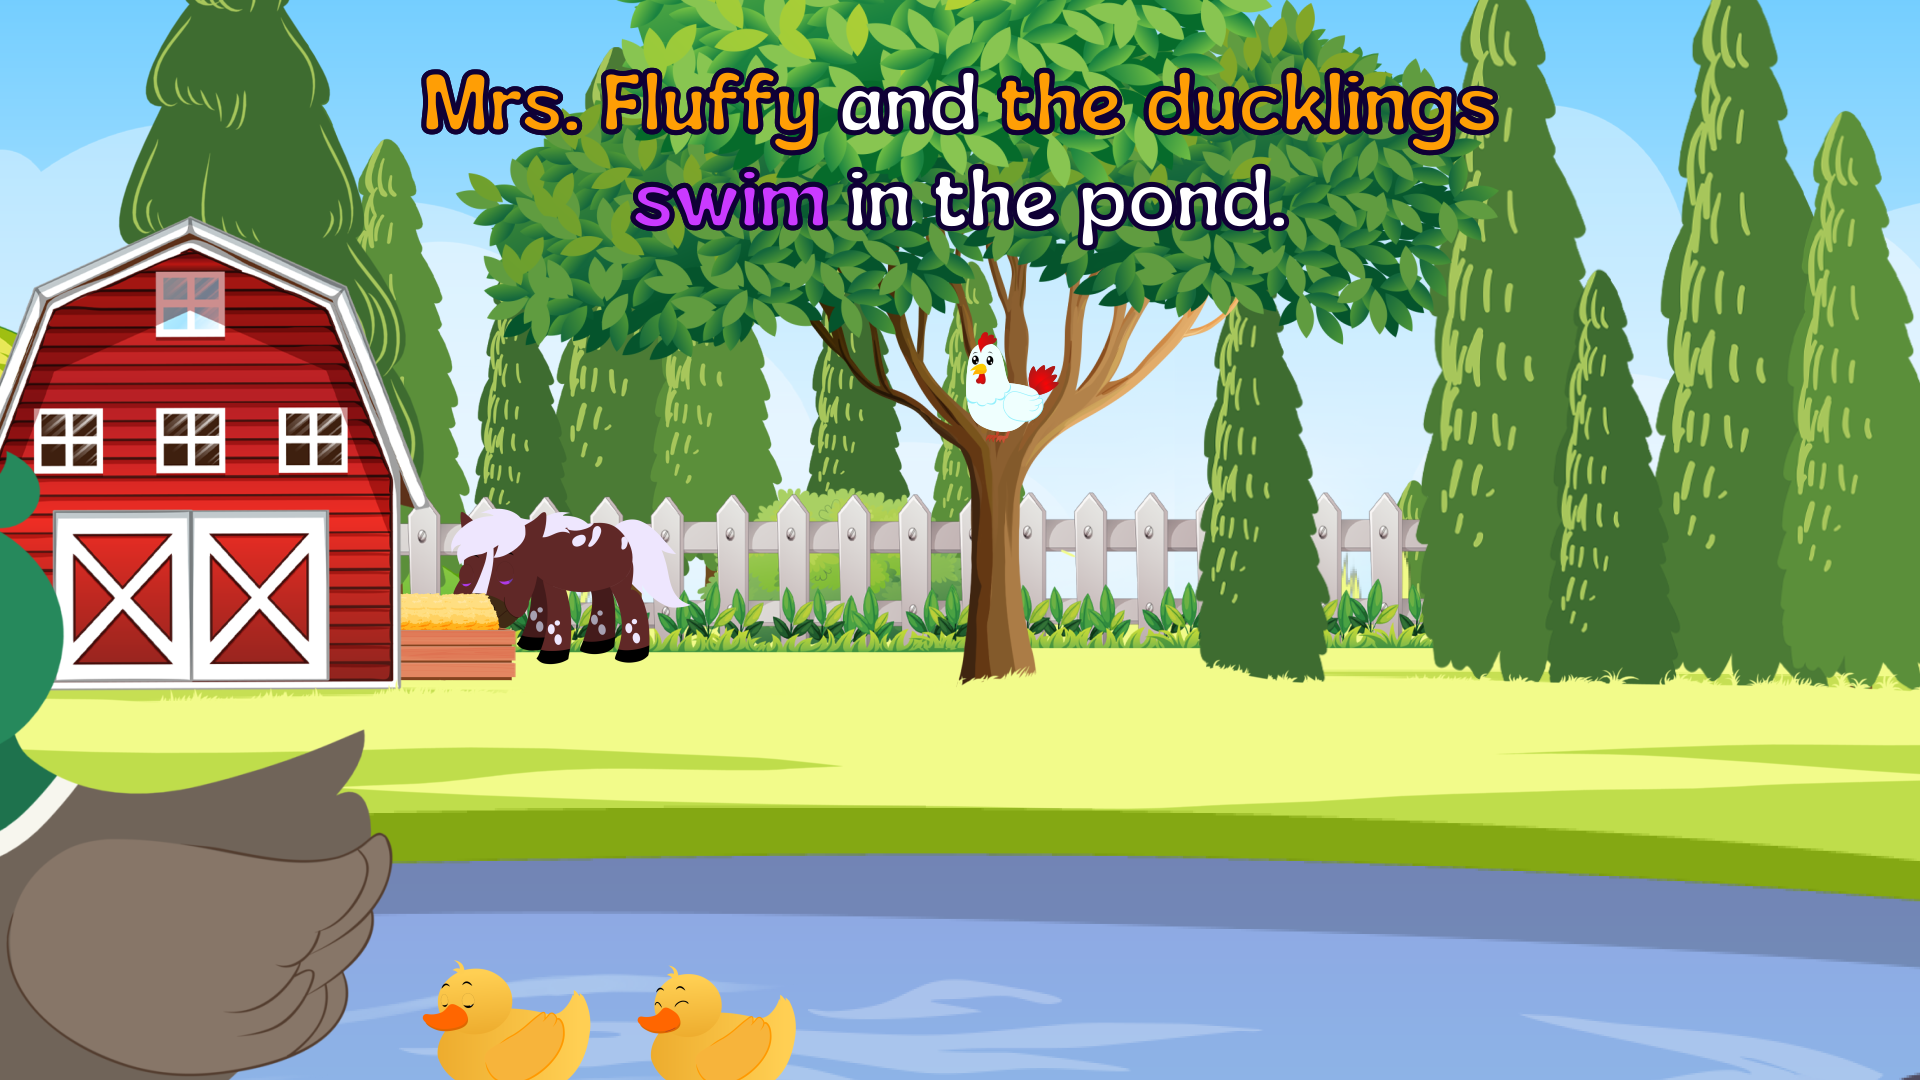 Mrs. Fluffy and the ducklings
swim in the pond.